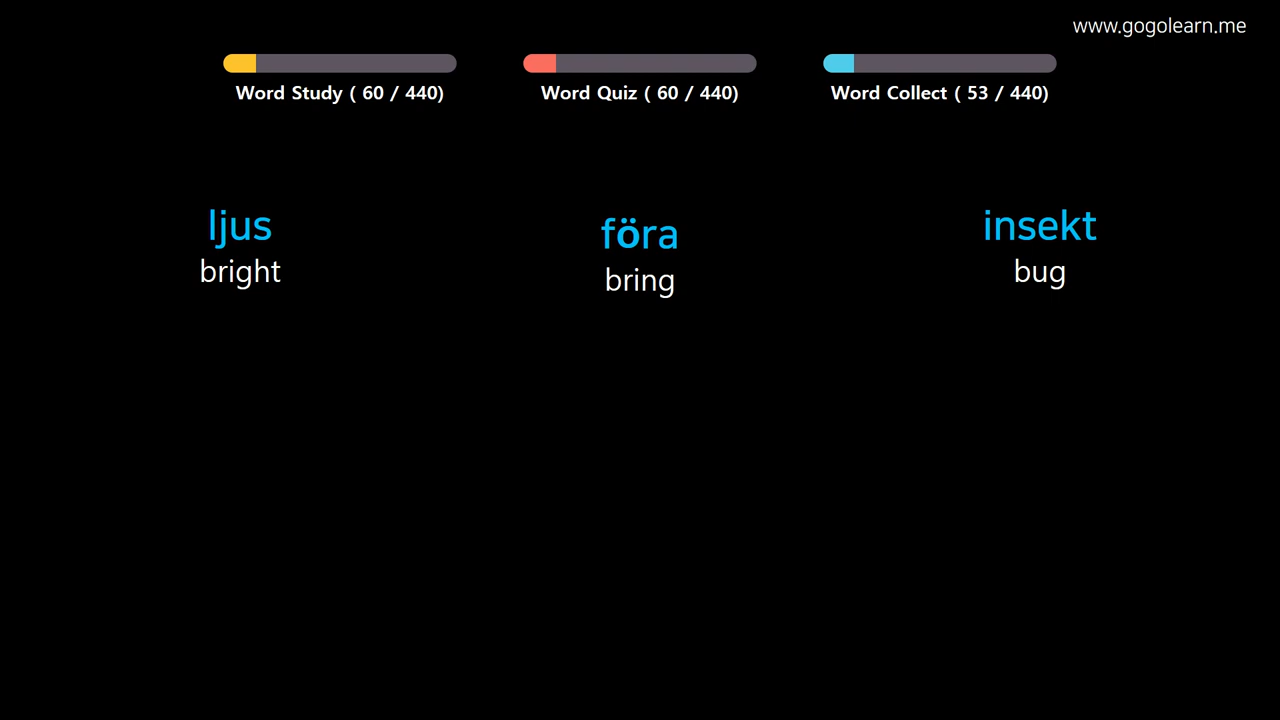 www.gogolearn.me
Word Study ( 60 / 440)
Word Quiz ( 60 / 440)
Word Collect ( 53 / 440)
ljus
bright
föra
bring
insekt
bug